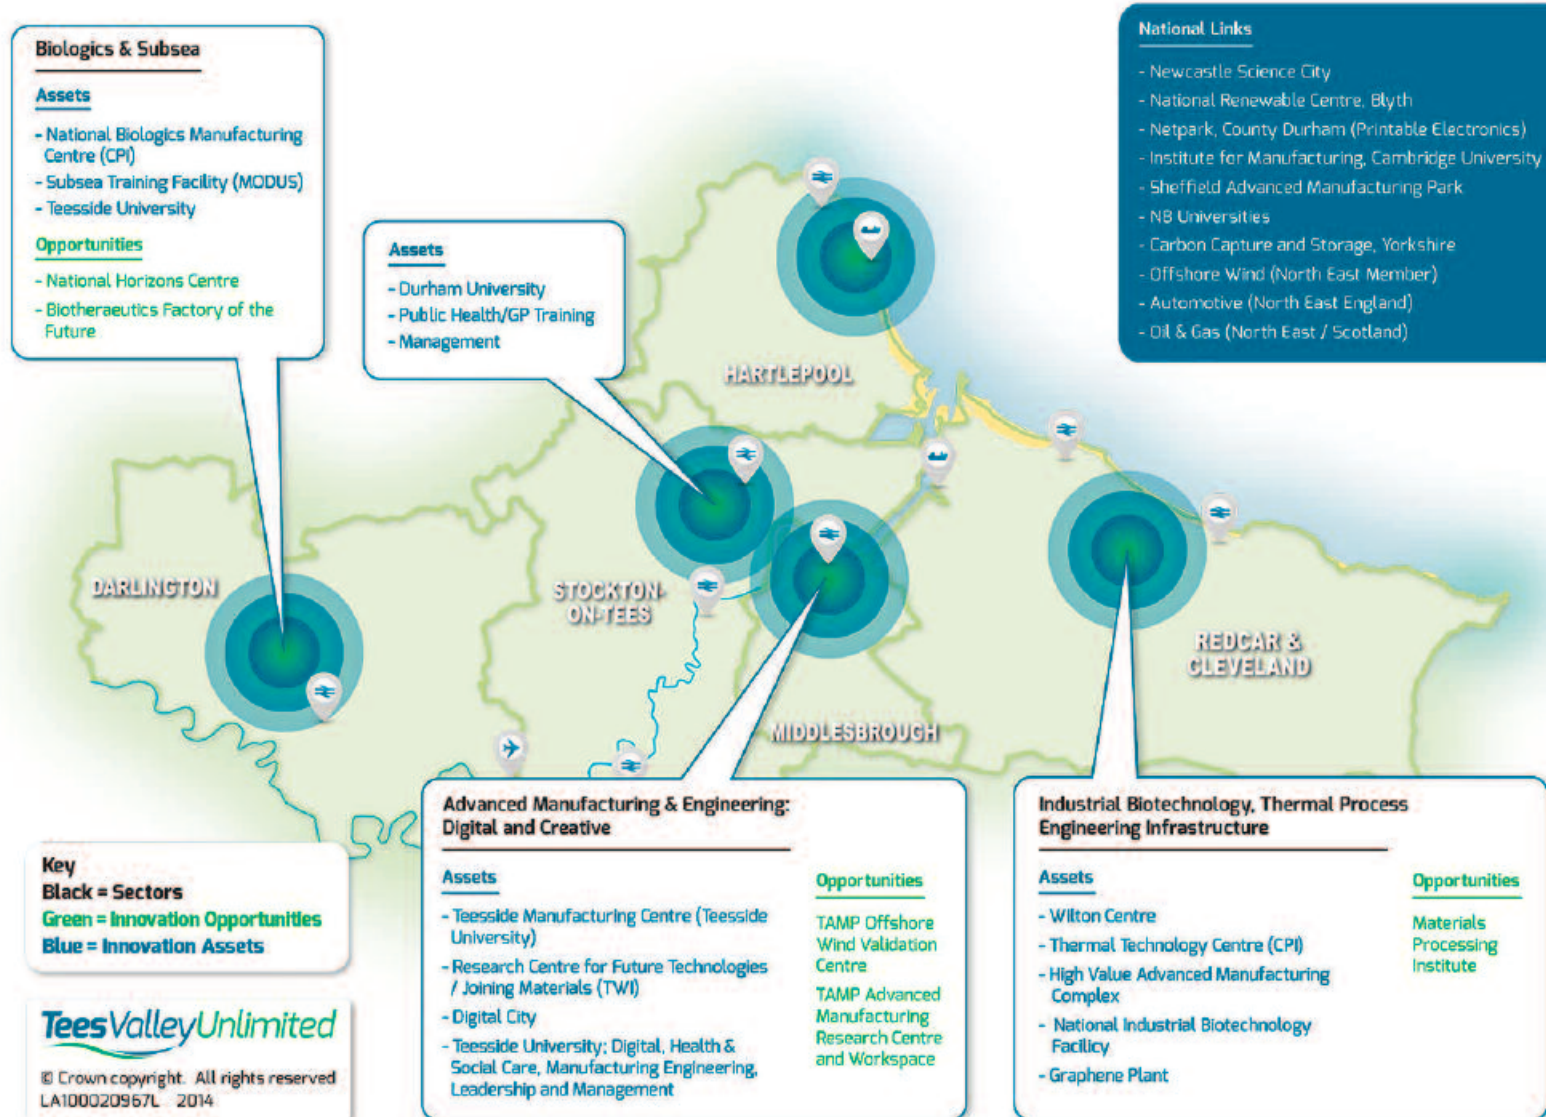 Biologics & Subsea
Assets
- National Biologics Manufacturing
Centre (CPI)
- Subsea Training Facility (MODUS)
- Teesside University
Opportunities
- National Horizons Centre
- Biotheraeutics Factory of the
Future
Assets
- Durham University
- Public Health/GP Training
- Management
National Links
- Newcastle Science City
- National Renewable Centre, Blyth
- Netpark, County Durham (Printable Electronics)
- Institute for Manufacturing, Cambridge University
- Sheffield Advanced Manufacturing Park
- N8 Universities
- Carbon Capture and Storage, Yorkshire
- Offshore Wind (North East Member)
- Automotive (North East England)
- Oil & Gas (North East / Scotland)
HARTLEPOOL
DARLINGTON
STOCKTON-
ON-TEES
REDCAR &
CLEVELAND
MIDDLESBROUGH
Key
Black = Sectors
Green = Innovation Opportunities
Blue = Innovation Assets
TeesValleyUnlimited
© Crown copyright. All rights reserved
LA100020967L 2014
Advanced Manufacturing & Engineering:
Digital and Creative
Assets
- Teesside Manufacturing Centre (Teesside
University)
- Research Centre for Future Technologies
/ Joining Materials (TWI)
- Digital City
- Teesside University; Digital, Health &
Social Care, Manufacturing Engineering,
Leadership and Management
Opportunities
TAMP Offshore
Wind Validation
Centre
TAMP Advanced
Manufacturing
Research Centre
and Workspace
Industrial Biotechnology, Thermal Process
Engineering Infrastructure
Assets
- Wilton Centre
- Thermal Technology Centre (CPI)
- High Value Advanced Manufacturing
Complex
- National Industrial Biotechnology
Facilicy
- Graphene Plant
Opportunities
Materials
Processing
Institute